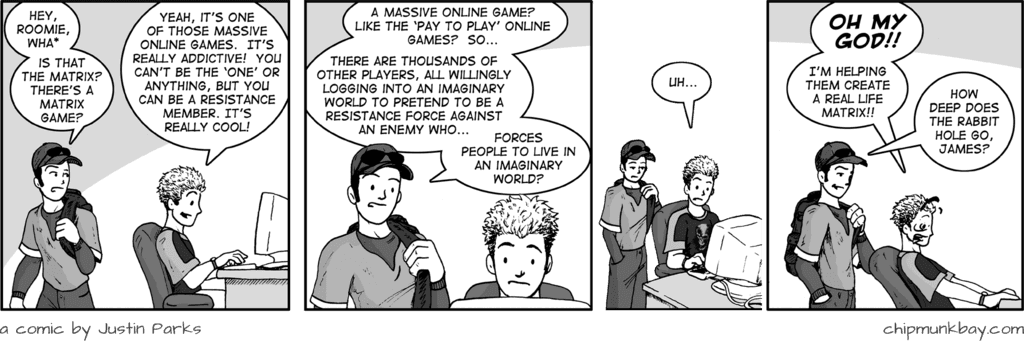 HEY,
ROOMIE,
WHA*
IS THAT
THE MATRIX?
THERE'S A
MATRIX
GAME?
YEAH, IT'S ONE
OF THOSE MASSIVE
ONLINE GAMES. IT'S
REALLY ADDICTIVE! YOU
CAN'T BE THE 'ONE' OR
ANYTHING, BUT YOU
CAN BE A RESISTANCE
MEMBER. IT'S
REALLY COOL!
A MASSIVE ONLINE GAME?
LIKE THE 'PAY TO PLAY' ONLINE
GAMES? SO...
THERE ARE THOUSANDS OF
OTHER PLAYERS, ALL WILLINGLY
LOGGING INTO AN IMAGINARY
WORLD TO PRETEND TO BE A
RESISTANCE FORCE AGAINST
AN ENEMY WHO...
FORCES
PEOPLE TO LIVE IN
AN IMAGINARY
WORLD?
UH...
OH MY
GOD!!
I'M HELPING
THEM CREATE
A REAL LIFE
MATRIX!!
HOW
DEEP DOES
THE RABBIT
HOLE GO,
JAMES?
a comic by Justin Parks
chipmunkbay.com